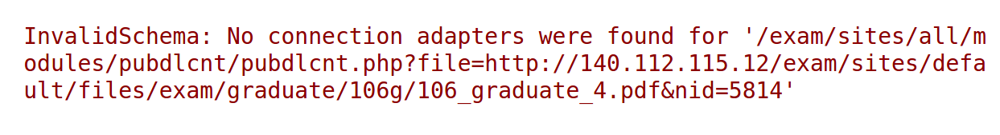 InvalidSchema: No connection adapters were found for '/exam/sites/all/m
odules/pubdlcnt/pubdlcnt.php?file=http://140.112.115.12/exam/sites/defa
ult/files/exam/graduate/106g/106_graduate_4.pdf&nid=5814'